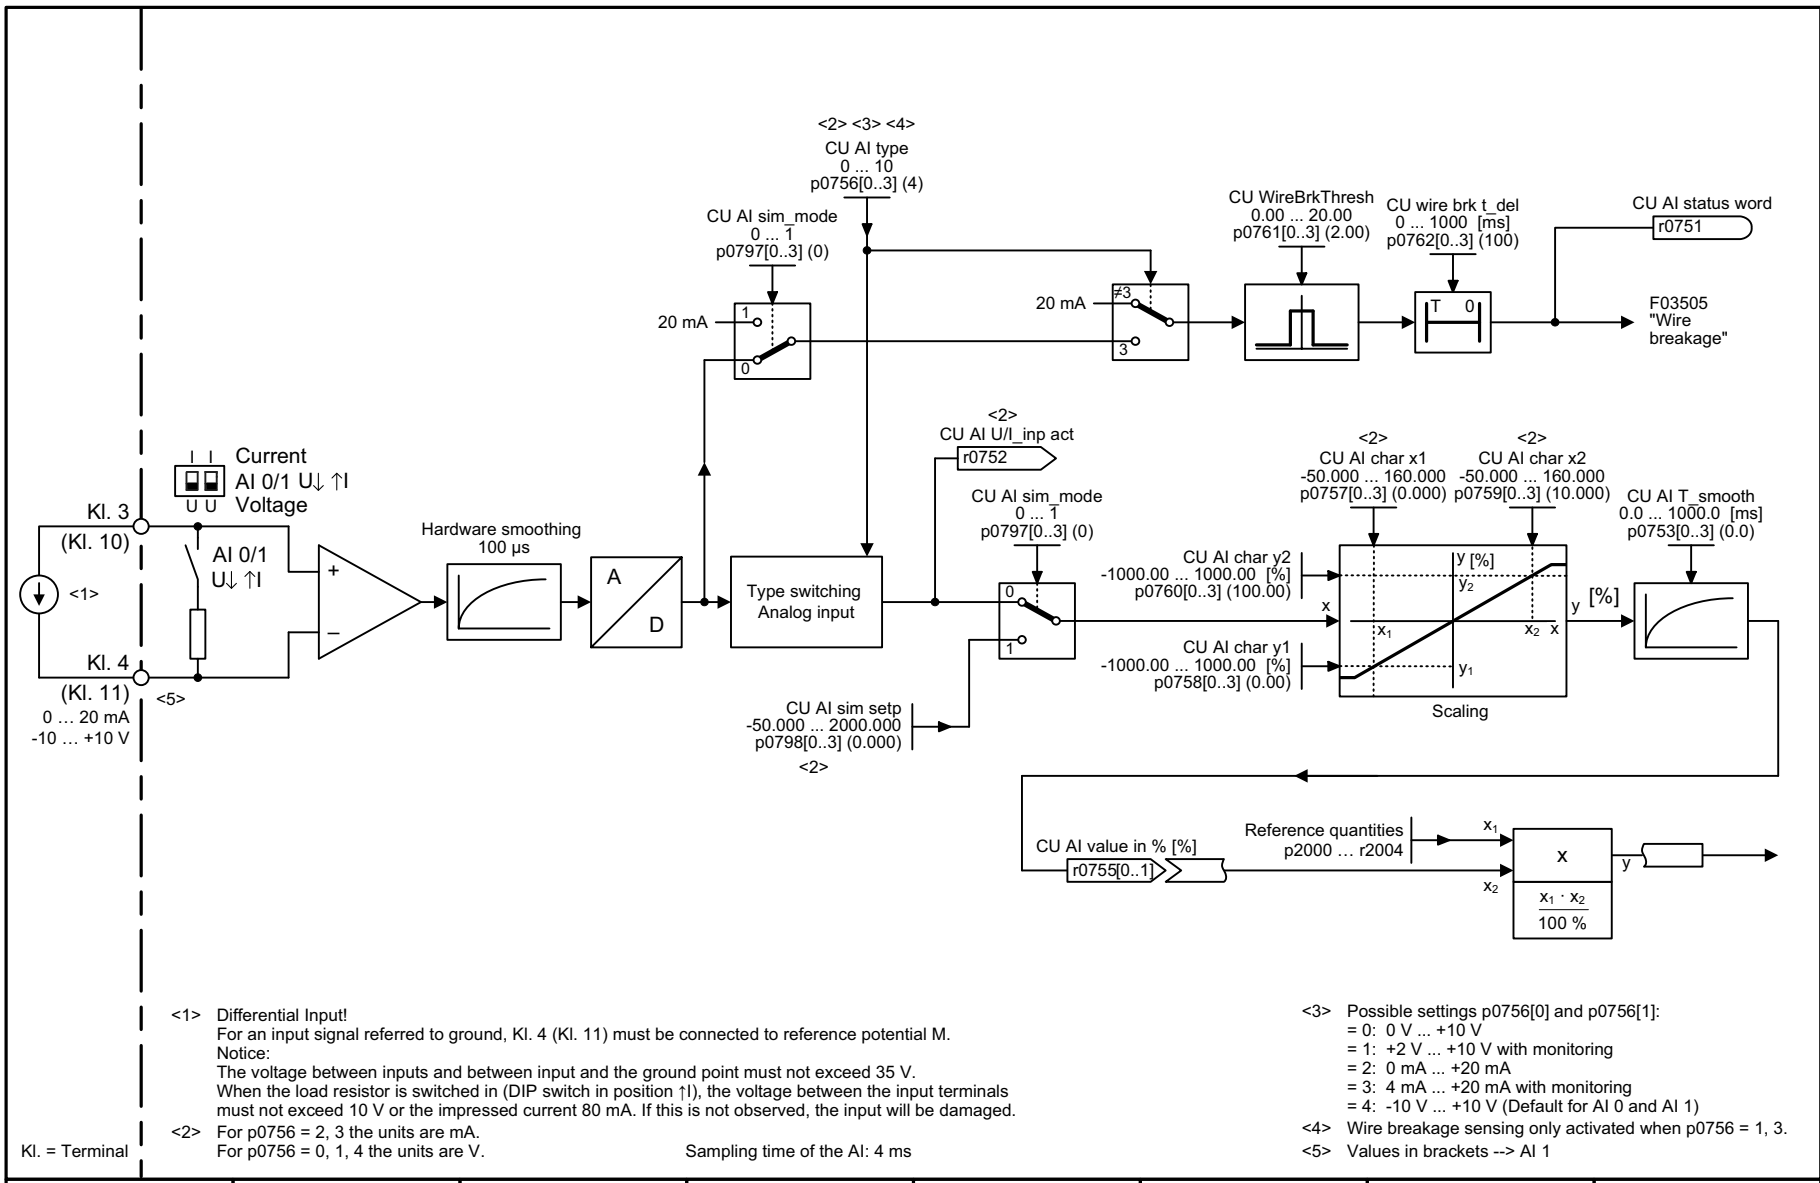 <2> <3> <4>
CU AI type
0 ... 10
p0756[0..3] (4)
CU AI sim_mode
0 ... 1
p0797[0..3] (0)
20 mA
1
0
20 mA
≠3
3
CU WireBrkThresh
0.00 ... 20.00
p0761[0..3] (2.00)
CU wire brk t_del
0 ... 1000 [ms]
p0762[0..3] (100)
T 0
CU AI status word
r0751
F03505
"Wire
breakage"
<2>
CU AI U/I_inp act
r0752
I I
Current
AI 0/1 U↓ ↑I
U U Voltage
Kl. 3
(Kl. 10)
AI 0/1
U↓ ↑I
<1>
Kl. 4
(Kl. 11)
<5>
0 ... 20 mA
-10 ... +10 V
+
–
Hardware smoothing
100 µs
A
D
Type switching
Analog input
CU AI sim_mode
0 ... 1
p0797[0..3] (0)
0
1
CU AI sim setp
-50.000 ... 2000.000
p0798[0..3] (0.000)
<2>
<2>
CU AI char x1
-50.000 ... 160.000
p0757[0..3] (0.000)
<2>
CU AI char x2
-50.000 ... 160.000
p0759[0..3] (10.000)
CU AI T_smooth
0.0 ... 1000.0 [ms]
p0753[0..3] (0.0)
CU AI char y2
-1000.00 ... 1000.00 [%]
p0760[0..3] (100.00)
x
CU AI char y1
-1000.00 ... 1000.00 [%]
p0758[0..3] (0.00)
y [%]
y₂
x₁
x₂ x
y₁
y [%]
Scaling
CU AI value in % [%]
r0755[0..1]
Reference quantities
p2000 ... r2004
x₁
x₂
x
x₁ · x₂
100 %
y
<1> Differential Input!
For an input signal referred to ground, Kl. 4 (Kl. 11) must be connected to reference potential M.
Notice:
The voltage between inputs and between input and the ground point must not exceed 35 V.
When the load resistor is switched in (DIP switch in position ↑I), the voltage between the input terminals
must not exceed 10 V or the impressed current 80 mA. If this is not observed, the input will be damaged.
<2> For p0756 = 2, 3 the units are mA.
For p0756 = 0, 1, 4 the units are V.
Kl. = Terminal
Sampling time of the AI: 4 ms
<3> Possible settings p0756[0] and p0756[1]:
= 0: 0 V ... +10 V
= 1: +2 V ... +10 V with monitoring
= 2: 0 mA ... +20 mA
= 3: 4 mA ... +20 mA with monitoring
= 4: -10 V ... +10 V (Default for AI 0 and AI 1)
<4> Wire breakage sensing only activated when p0756 = 1, 3.
<5> Values in brackets --> AI 1